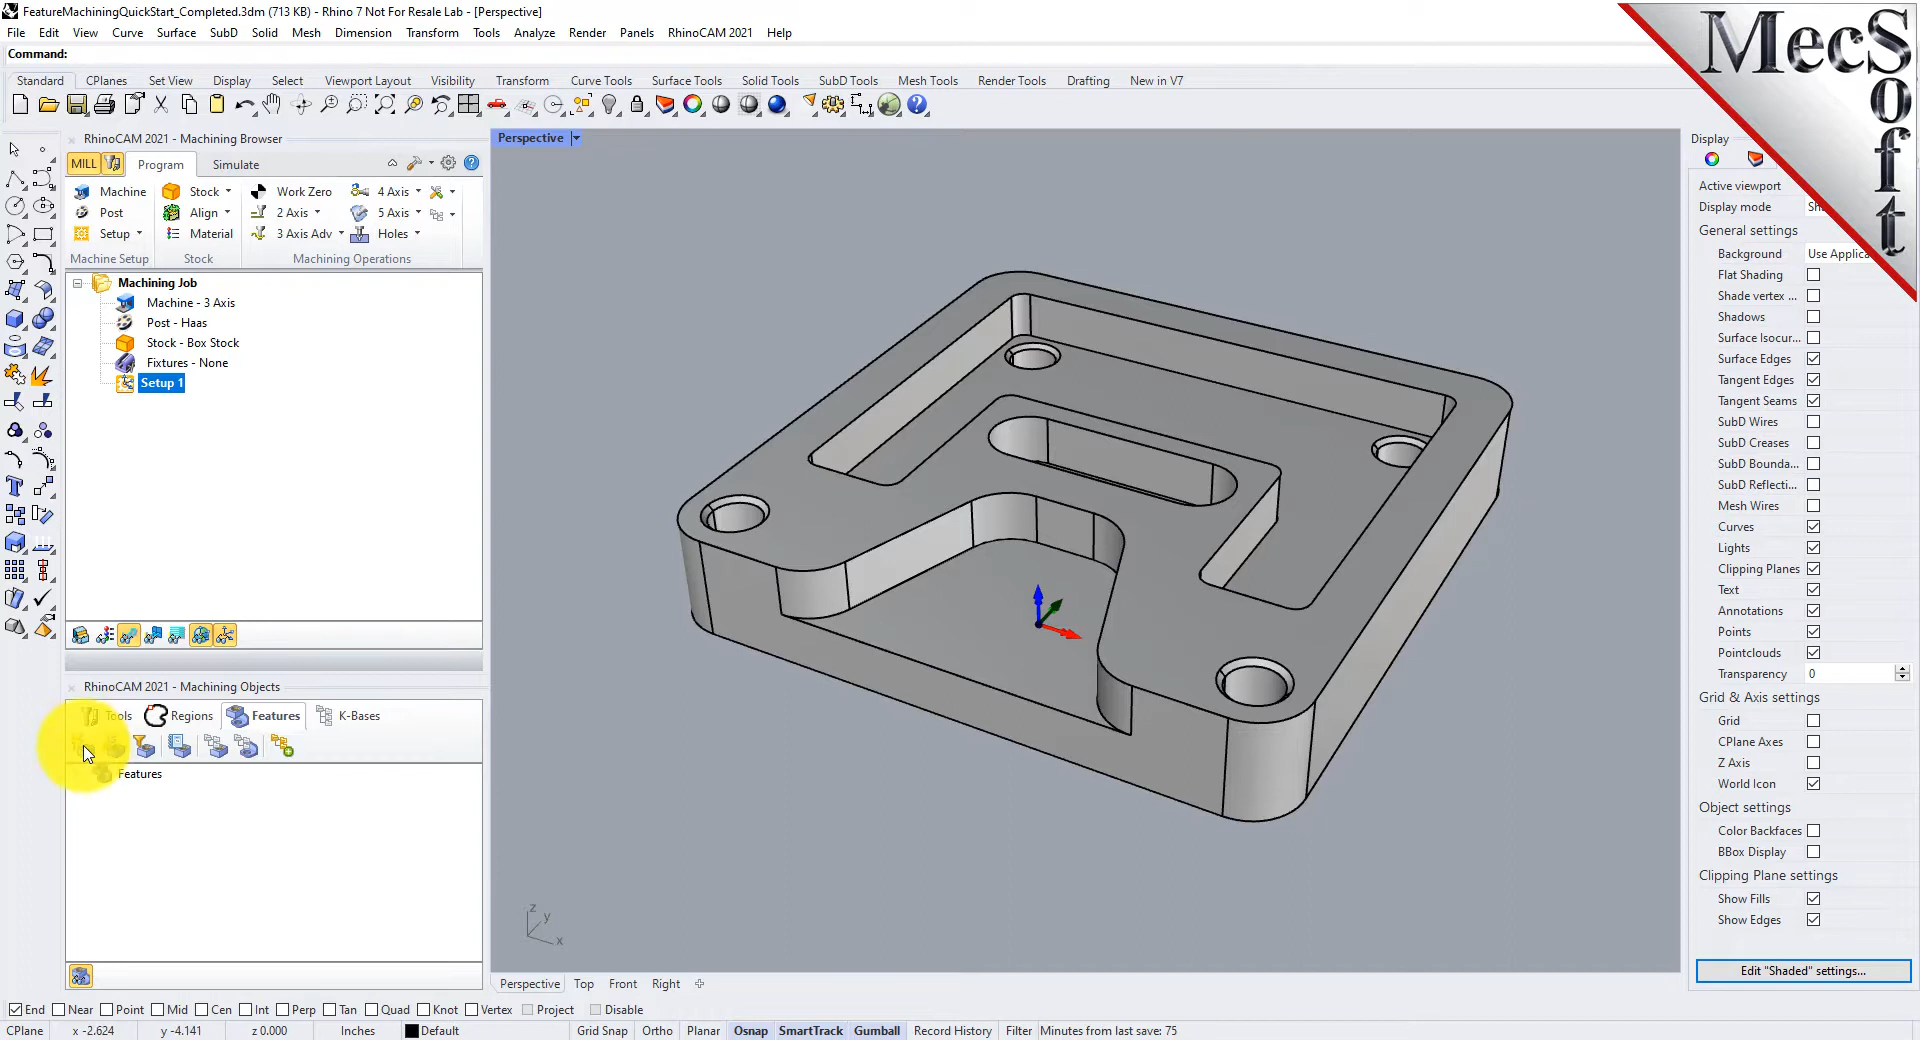 FeatureMachiningQuickStart_Completed.3dm (713 KB) - Rhino 7 Not For Resale Lab - [Perspective]
File Edit View Curve Surface SubD Solid Mesh Dimension Transform Tools Analyze Render Panels RhinoCAM 2021 Help
Command:
Standard CPlanes Set View Display Select Viewport Layout Visibility Transform Curve Tools Surface Tools Solid Tools SubD Tools Mesh Tools Render Tools Drafting New in V7
MecSoft
RhinoCAM 2021 - Machining Browser
MILL Program Simulate
Machine Stock Work Zero 4 Axis
Post Align 2 Axis 5 Axis
Setup Material 3 Axis Adv Holes
Machine Setup Stock Machining Operations
Machining Job
Machine - 3 Axis
Post - Haas
Stock - Box Stock
Fixtures - None
Setup 1
RhinoCAM 2021 - Machining Objects
Tools Regions Features K-Bases
Features
Perspective
z
y
x
Perspective Top Front Right
Display
Active viewport
Display mode
General settings
Background Use Applica
Flat Shading
Shade vertex ...
Shadows
Surface Isocur...
Surface Edges
Tangent Edges
Tangent Seams
SubD Wires
SubD Creases
SubD Bounda...
SubD Reflecti...
Mesh Wires
Curves
Lights
Clipping Planes
Text
Annotations
Points
Pointclouds
Transparency 0
Grid & Axis settings
Grid
CPlane Axes
Z Axis
World Icon
Object settings
Color Backfaces
BBox Display
Clipping Plane settings
Show Fills
Show Edges
Edit "Shaded" settings...
End Near Point Mid Cen Int Perp Tan Quad Knot Vertex Project Disable
CPlane x -2.624 y -4.141 z 0.000 Inches Default Grid Snap Ortho Planar Osnap SmartTrack Gumball Record History Filter Minutes from last save: 75